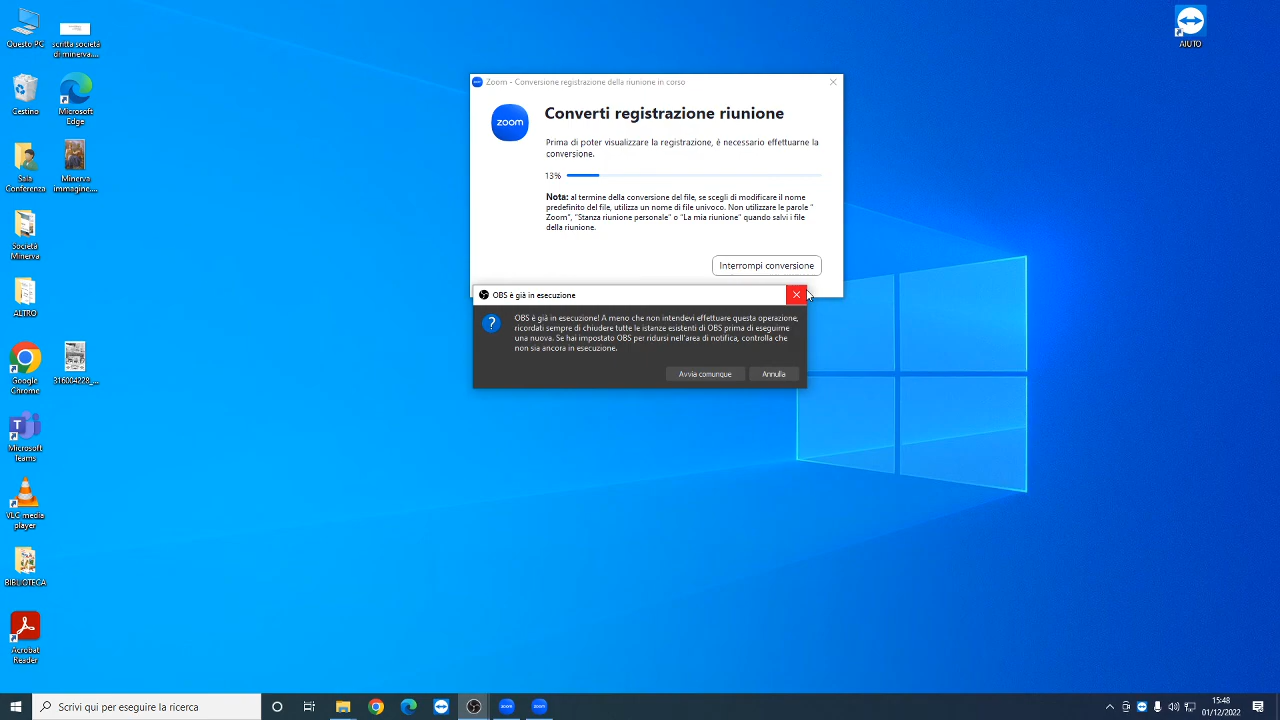 Questo PC
scritta società
di minerva....
Cestino
Microsoft
Edge
Sala
Conferenza
Minerva
immagine....
Società
Minerva
ALTRO
Google
Chrome
316004228_...
Microsoft
Teams
VLC media
player
BIBLIOTECA
Acrobat
Reader
AIUTO
Zoom - Conversione registrazione della riunione in corso
zoom
Converti registrazione riunione
Prima di poter visualizzare la registrazione, é necessario effettuarne la
conversione.
13%
Nota: al termine della conversione del file, se scegli di modificare il nome
predefinito del file, utilizza un nome di file univoco. Non utilizzare le parole "
Zoom", "Stanza riunione personale" o "La mia riunione" quando salvi i file
della riunione.
Interrompi conversione
OBS è già in esecuzione
OBS è già in esecuzione! A meno che non intendevi effettuare questa operazione,
ricordati sempre di chiudere tutte le istanze esistenti di OBS prima di eseguirne
una nuova. Se hai impostato OBS per ridursi nell'area di notifica, controlla che
non sia ancora in esecuzione.
Avvia comunque
Annulla
Scrivi qui per eseguire la ricerca
zoom
zoom
15:48
01/12/2022